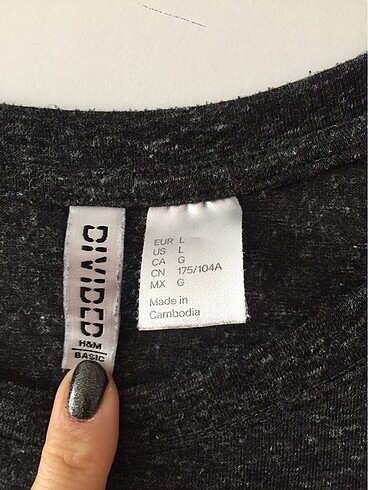 DIVIDED
H&M
BASIC
EUR L
US L
CA G
CN 175/104A
MX G
Made in
Cambodia